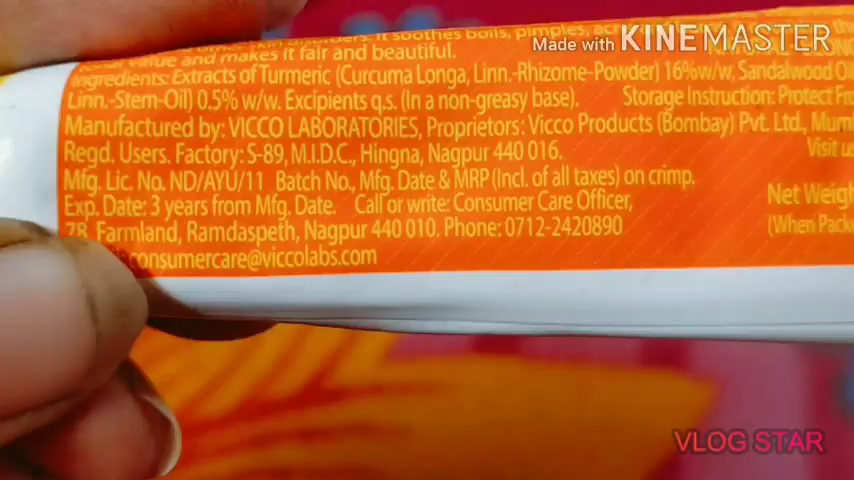 It soothes boils, pimples,
value and makes it fair and beautiful.
Ingredients: Extracts of Turmeric (Curcuma Longa, Linn.-Rhizome-Powder) 16%w/w, Sandalwood Oil
Linn.-Stem-Oil) 0.5% w/w. Excipients q.s. (In a non-greasy base). Storage Instruction: Protect
Manufactured by: VICCO LABORATORIES, Proprietors: Vicco Products (Bombay) Pvt. Ltd.,
Regd. Users. Factory: S-89, M.I.D.C., Hingna, Nagpur 440 016. Visit
Mfg. Lic. No. ND/AYU/11 Batch No., Mfg. Date & MRP (Incl. of all taxes) on crimp.
Exp. Date: 3 years from Mfg. Date. Call or write: Consumer Care Officer, Net
78, Farmland, Ramdaspeth, Nagpur 440 010. Phone: 0712-2420890 (When
consumercare@viccolabs.com
Made with KINEMASTER
VLOG STAR